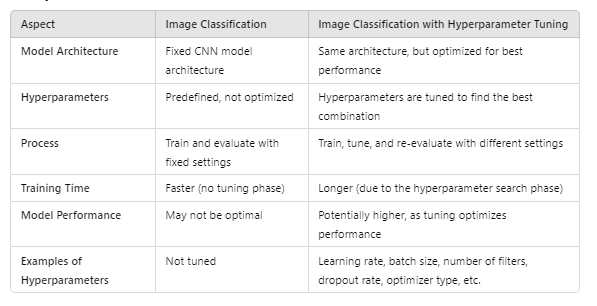 Aspect Image Classification Image Classification with Hyperparameter Tuning
Model Architecture Fixed CNN model Same architecture, but optimized for best
architecture performance
Hyperparameters Predefined, not optimized Hyperparameters are tuned to find the best
combination
Process Train and evaluate with Train, tune, and re-evaluate with different settings
fixed settings
Training Time Faster (no tuning phase) Longer (due to the hyperparameter search phase)
Model Performance May not be optimal Potentially higher, as tuning optimizes
performance
Examples of Not tuned Learning rate, batch size, number of filters,
Hyperparameters dropout rate, optimizer type, etc.